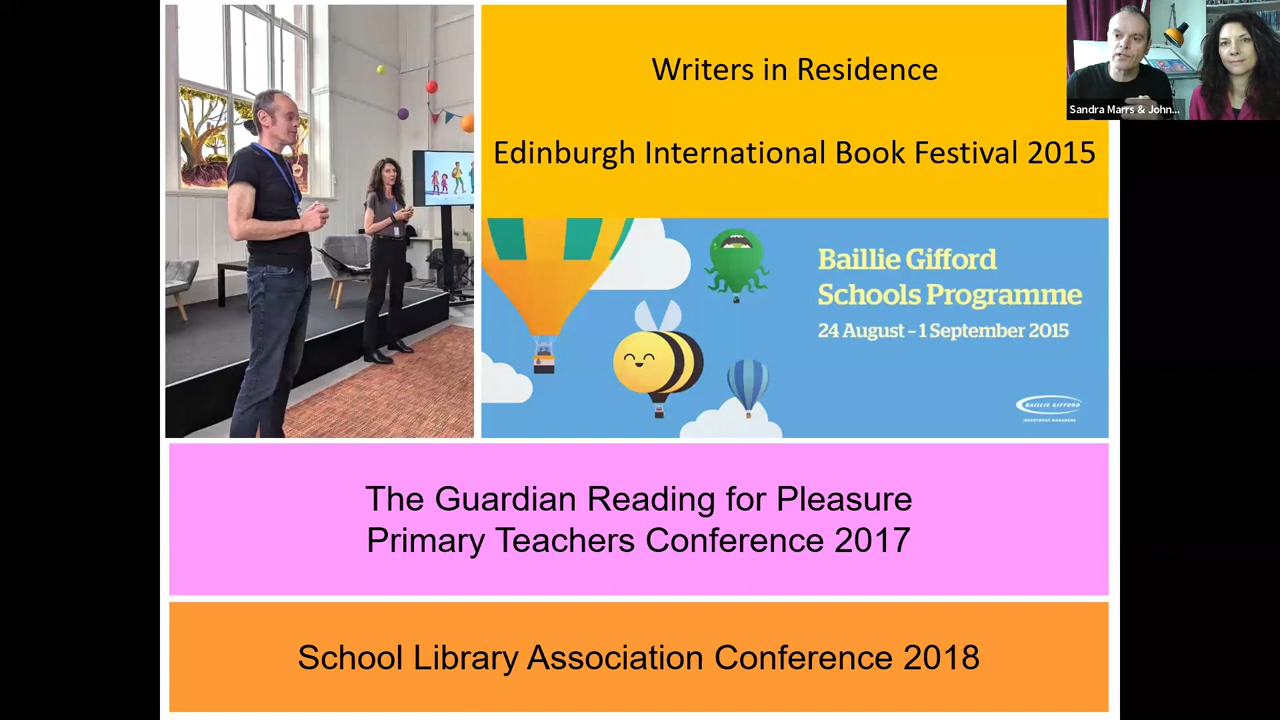 Writers in Residence
Edinburgh International Book Festival 2015
Sandra Marrs & John...
Baillie Gifford
Schools Programme
24 August – 1 September 2015
BAILLIE GIFFORD
The Guardian Reading for Pleasure
Primary Teachers Conference 2017
School Library Association Conference 2018